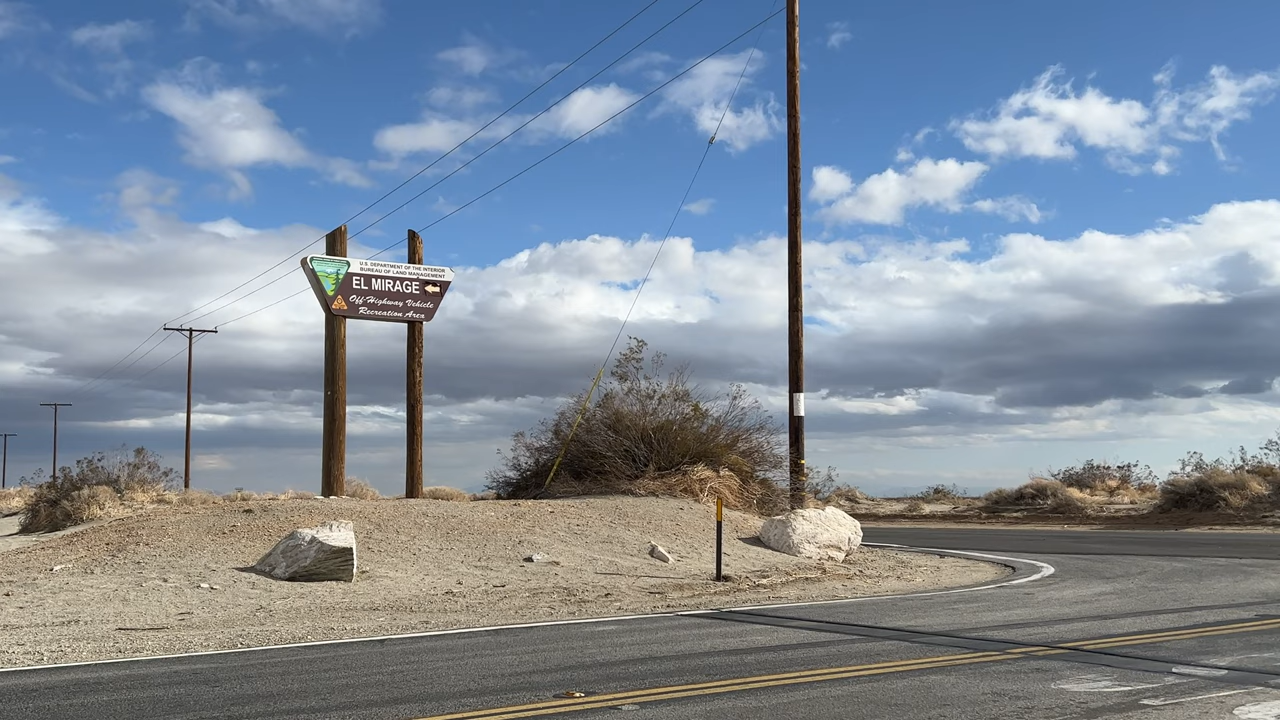 U.S. DEPARTMENT OF THE INTERIOR
BUREAU OF LAND MANAGEMENT
EL MIRAGE
Off-Highway Vehicle
Recreation Area